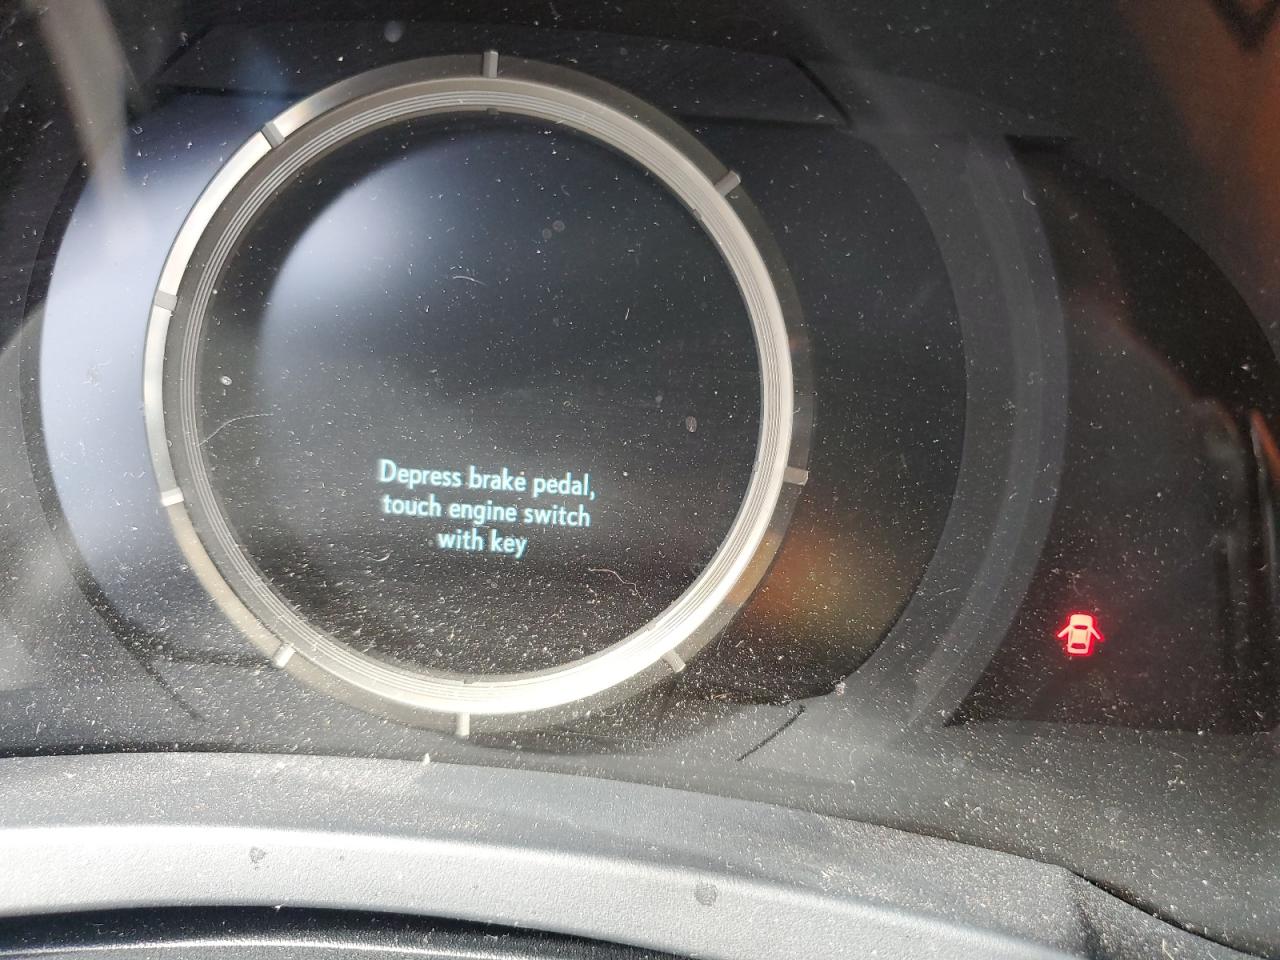 Depress brake pedal,
touch engine switch
with key